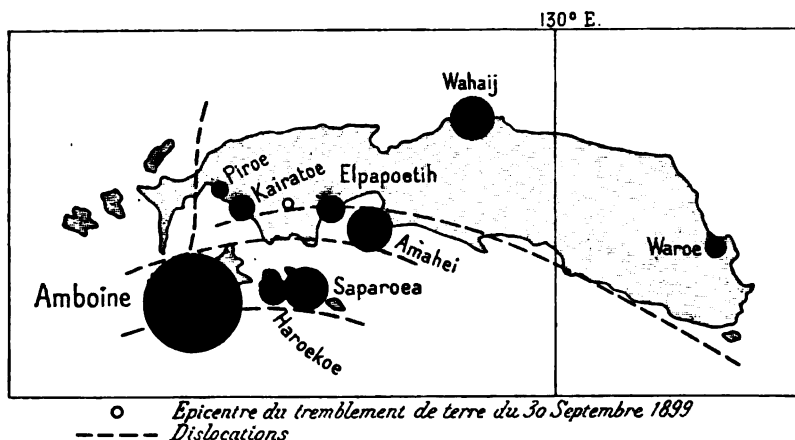 130° E.
Wahaij
Piroe
Kairatoe
Elpapoetih
Amahei
Waroe
Amboine
Saparoea
Haroekoe
Epicentre du tremblement de terre du 30 Septembre 1899
Dislocations